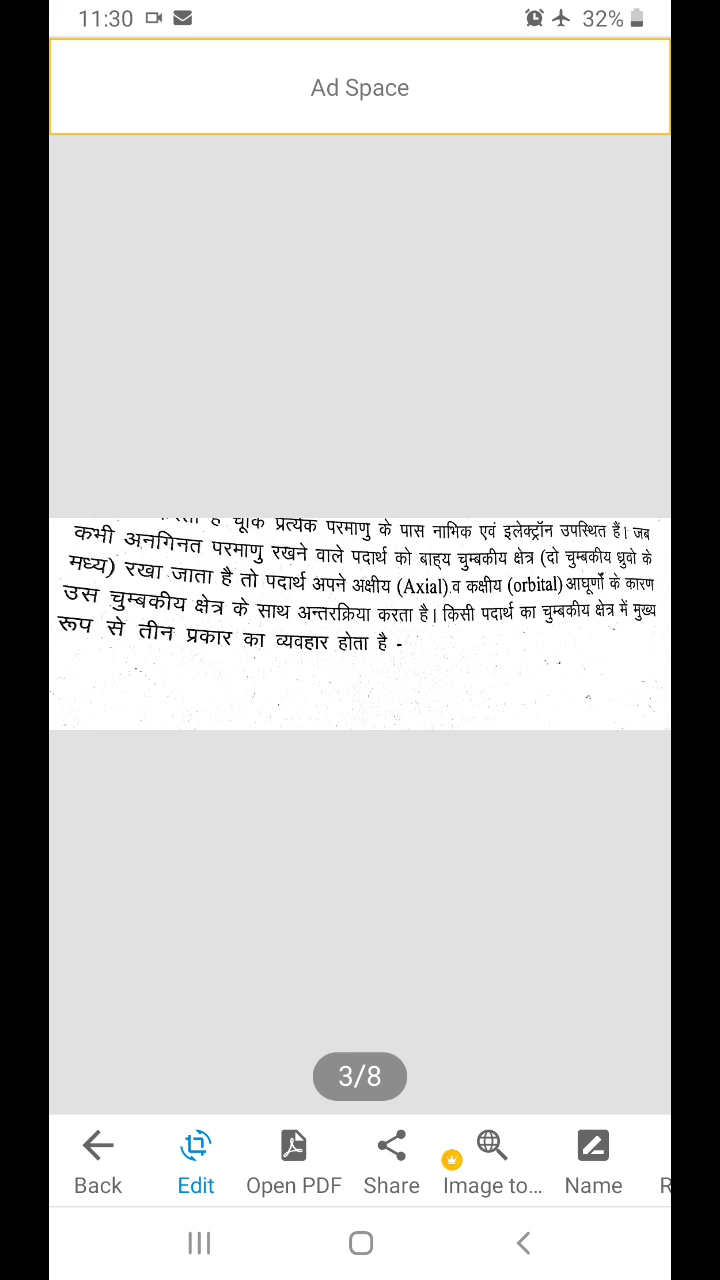 11:30
32%
Ad Space
है चूंकि प्रत्येक परमाणु के पास नाभिक एवं इलेक्ट्रॉन उपस्थित हैं। जब
कभी अनगिनत परमाणु रखने वाले पदार्थ को बाह्य चुम्बकीय क्षेत्र (दो चुम्बकीय ध्रुवो के
मध्य) रखा जाता है तो पदार्थ अपने अक्षीय (Axial) व कक्षीय (orbital) आघूर्णों के कारण
उस चुम्बकीय क्षेत्र के साथ अन्तरक्रिया करता है। किसी पदार्थ का चुम्बकीय क्षेत्र में मुख्य
रूप से तीन प्रकार का व्यवहार होता है -
3/8
Back Edit Open PDF Share Image to... Name R